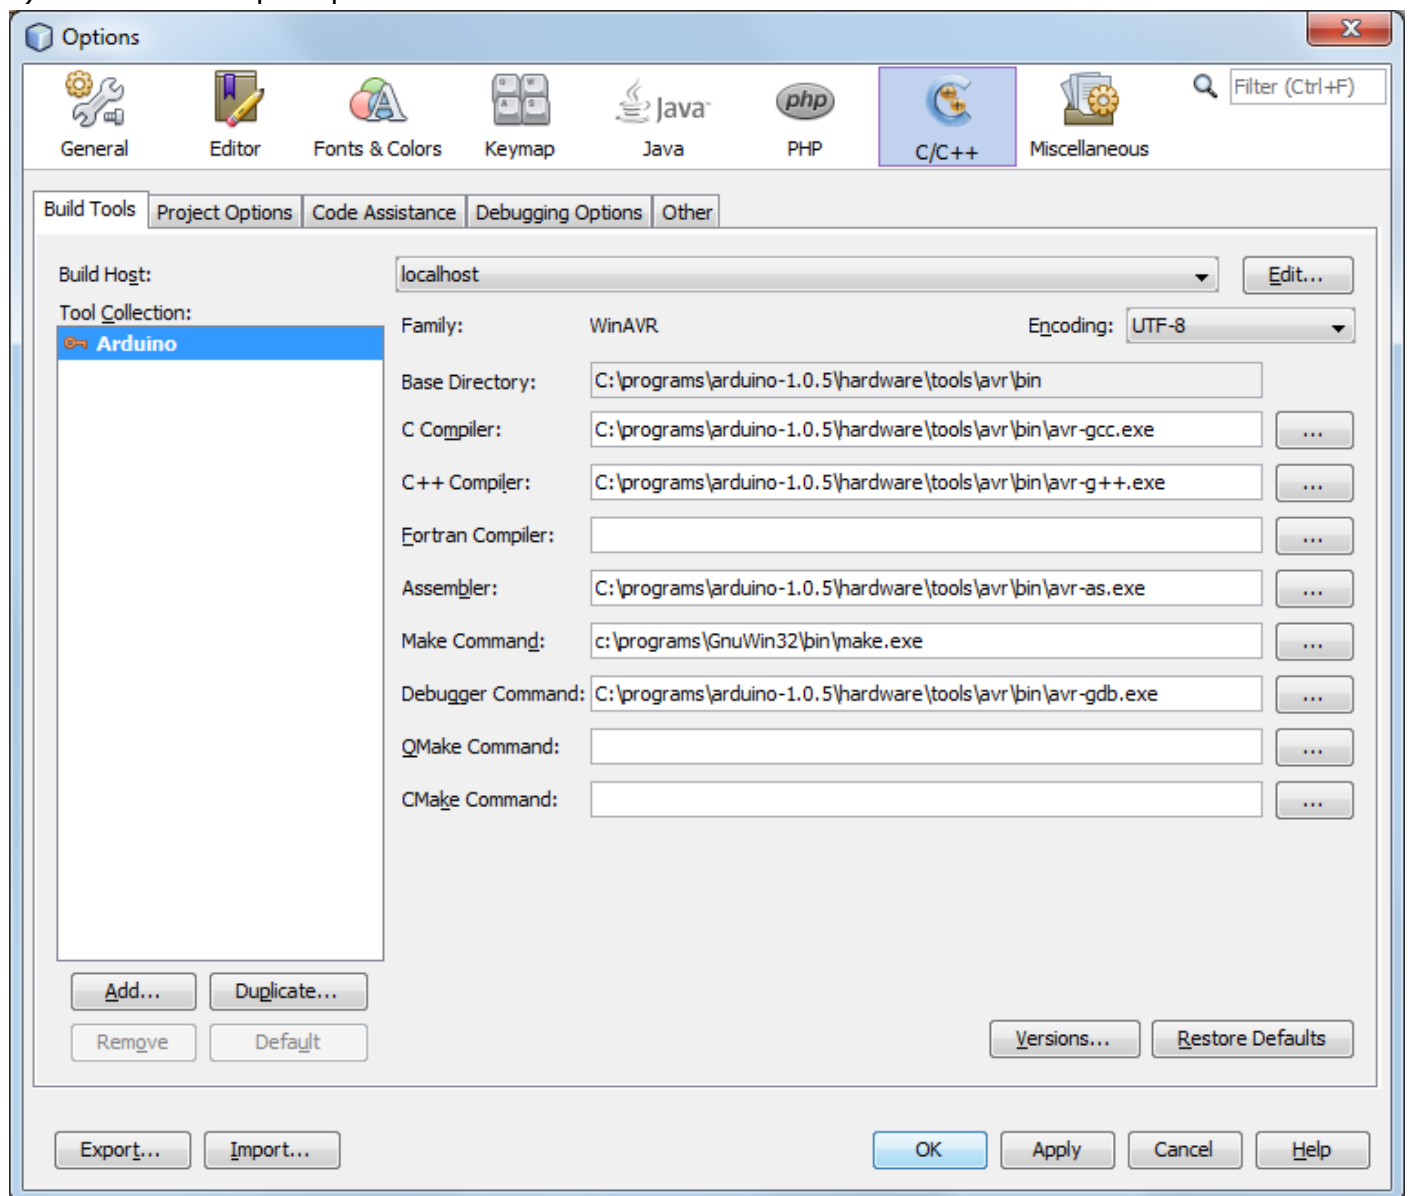 Options
Filter (Ctrl+F)
General Editor Fonts & Colors Keymap Java PHP C/C++ Miscellaneous
Build Tools Project Options Code Assistance Debugging Options Other
Build Host: localhost Edit...
Tool Collection:
Arduino
Family: WinAVR Encoding: UTF-8
Base Directory: C:\programs\arduino-1.0.5\hardware\tools\avr\bin
C Compiler: C:\programs\arduino-1.0.5\hardware\tools\avr\bin\avr-gcc.exe ...
C++ Compiler: C:\programs\arduino-1.0.5\hardware\tools\avr\bin\avr-g++.exe ...
Fortran Compiler: ...
Assembler: C:\programs\arduino-1.0.5\hardware\tools\avr\bin\avr-as.exe ...
Make Command: c:\programs\GnuWin32\bin\make.exe ...
Debugger Command: C:\programs\arduino-1.0.5\hardware\tools\avr\bin\avr-gdb.exe ...
QMake Command: ...
CMake Command: ...
Add... Duplicate...
Remove Default
Versions... Restore Defaults
Export... Import... OK Apply Cancel Help